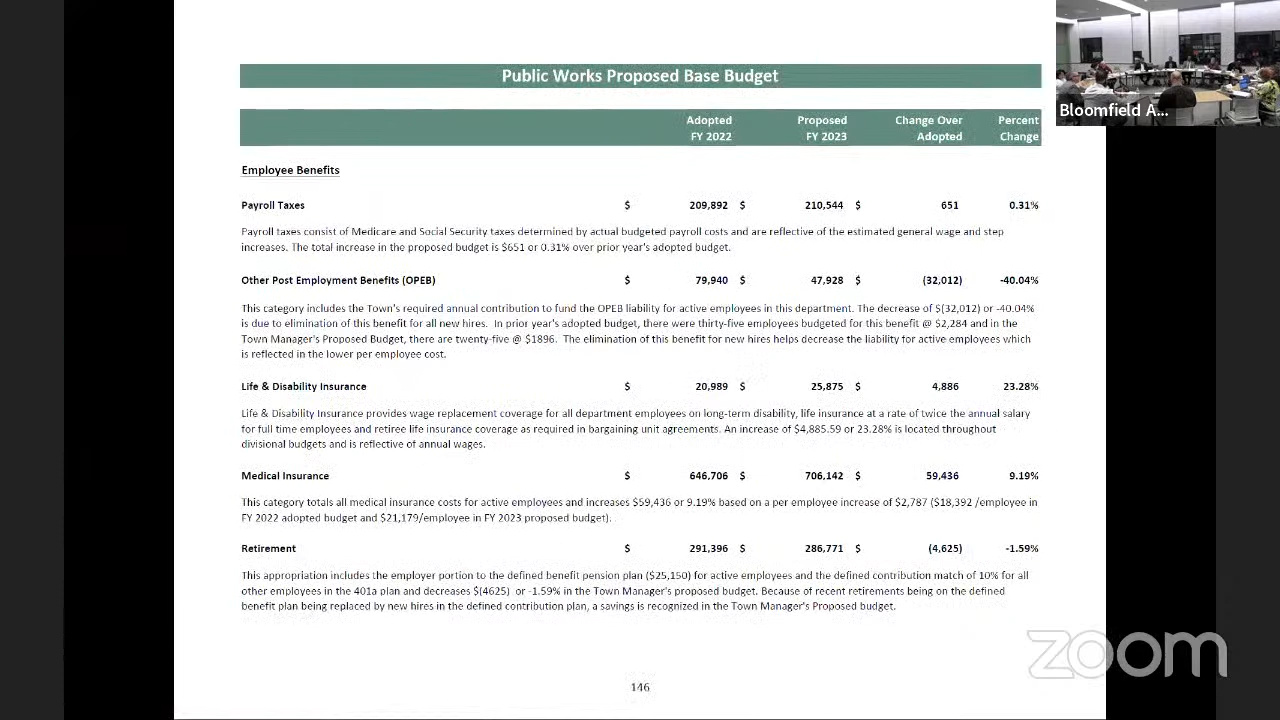 Public Works Proposed Base Budget
Bloomfield A...
Adopted Proposed Change Over Percent
FY 2022 FY 2023 Adopted Change
Employee Benefits
Payroll Taxes $ 209,892 $ 210,544 $ 651 0.31%
Payroll taxes consist of Medicare and Social Security taxes determined by actual budgeted payroll costs and are reflective of the estimated general wage and step
increases. The total increase in the proposed budget is $651 or 0.31% over prior year's adopted budget.
Other Post Employment Benefits (OPEB) $ 79,940 $ 47,928 $ (32,012) -40.04%
This category includes the Town's required annual contribution to fund the OPEB liability for active employees in this department. The decrease of $(32,012) or -40.04%
is due to elimination of this benefit for all new hires. In prior year's adopted budget, there were thirty-five employees budgeted for this benefit @ $2,284 and in the
Town Manager's Proposed Budget, there are twenty-five @ $1896. The elimination of this benefit for new hires helps decrease the liability for active employees which
is reflected in the lower per employee cost.
Life & Disability Insurance $ 20,989 $ 25,875 $ 4,886 23.28%
Life & Disability Insurance provides wage replacement coverage for all department employees on long-term disability, life insurance at a rate of twice the annual salary
for full time employees and retiree life insurance coverage as required in bargaining unit agreements. An increase of $4,885.59 or 23.28% is located throughout
divisional budgets and is reflective of annual wages.
Medical Insurance $ 646,706 $ 706,142 $ 59,436 9.19%
This category totals all medical insurance costs for active employees and increases $59,436 or 9.19% based on a per employee increase of $2,787 ($18,392 /employee in
FY 2022 adopted budget and $21,179/employee in FY 2023 proposed budget).
Retirement $ 291,396 $ 286,771 $ (4,625) -1.59%
This appropriation includes the employer portion to the defined benefit pension plan ($25,150) for active employees and the defined contribution match of 10% for all
other employees in the 401a plan and decreases $(4625) or -1.59% in the Town Manager's proposed budget. Because of recent retirements being on the defined
benefit plan being replaced by new hires in the defined contribution plan, a savings is recognized in the Town Manager's Proposed budget.
zoom
146